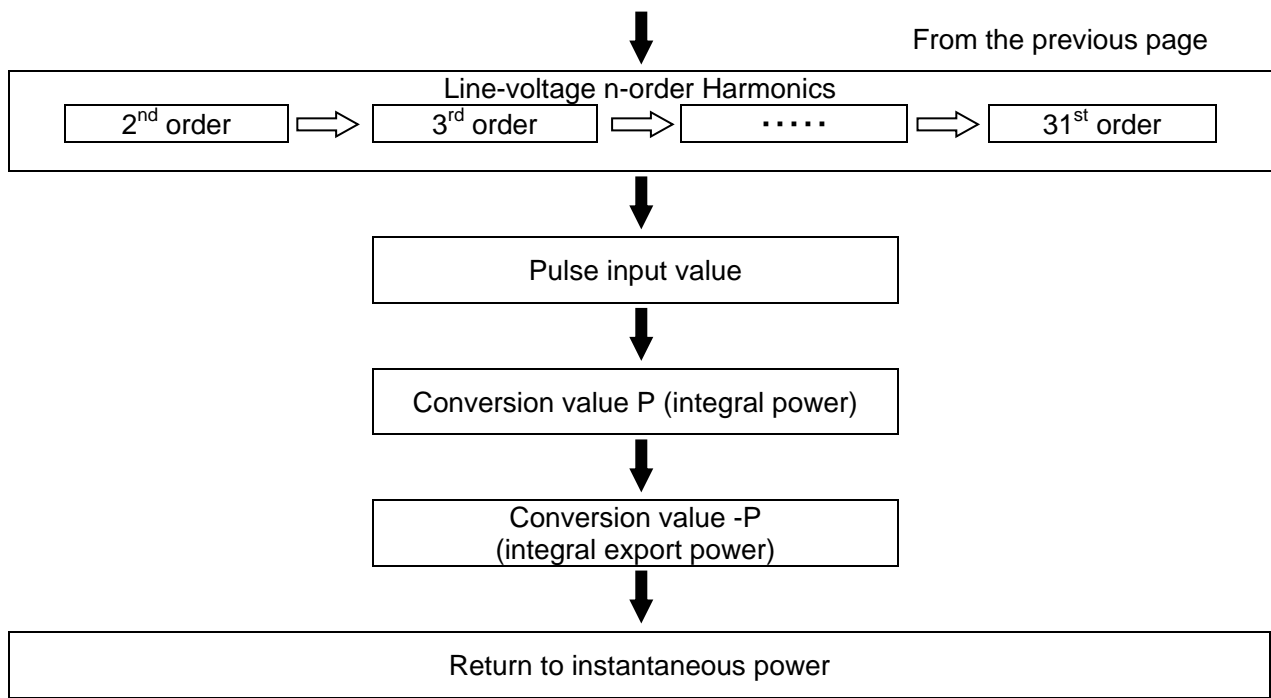 From the previous page
Line-voltage n-order Harmonics
2nd order
3rd order
·····
31st order
Pulse input value
Conversion value P (integral power)
Conversion value -P
(integral export power)
Return to instantaneous power